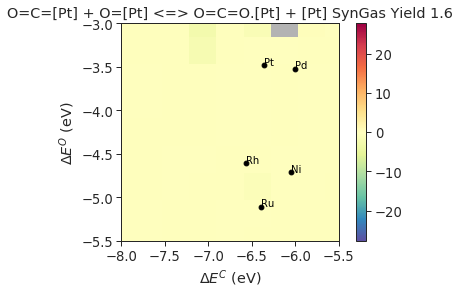 O=C=[Pt] + O=[Pt] <=> O=C=O.[Pt] + [Pt] SynGas Yield 1.6
−3.0
−3.5
−4.0
−4.5
−5.0
−5.5
ΔE^O (eV)
Pt
Pd
Rh
Ni
Ru
−8.0 −7.5 −7.0 −6.5 −6.0 −5.5
ΔE^C (eV)
20
10
0
−10
−20